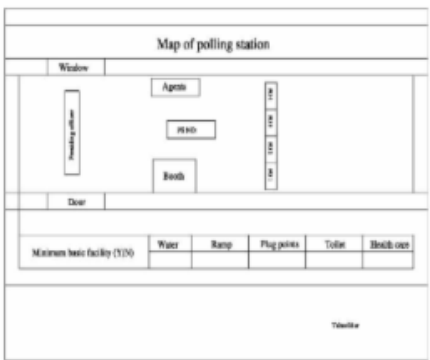 Map of polling station
Window
Agents
Presiding officer
Booth
Door
Minimum basic facility (Y/N)
Water
Ramp
Plug points
Toilet
Health care